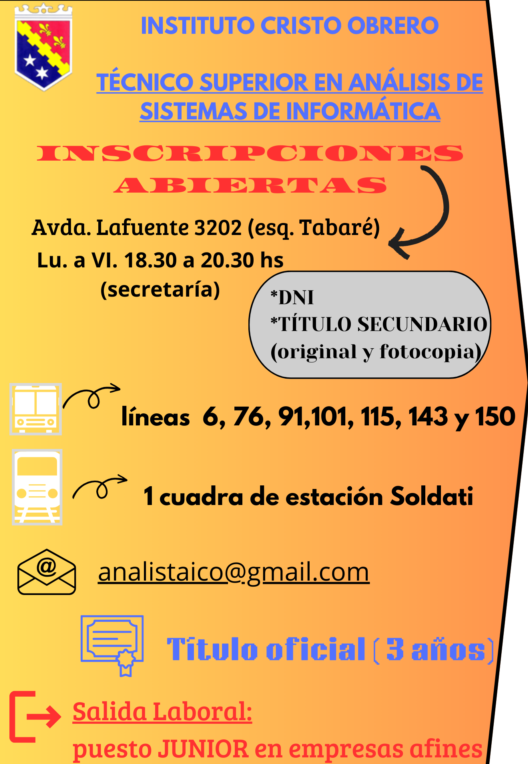 INSTITUTO CRISTO OBRERO
TÉCNICO SUPERIOR EN ANÁLISIS DE
SISTEMAS DE INFORMÁTICA
INSCRIPCIONES
ABIERTAS
Avda. Lafuente 3202 (esq. Tabaré)
Lu. a VI. 18.30 a 20.30 hs
(secretaría)
*DNI
*TÍTULO SECUNDARIO
(original y fotocopia)
líneas 6, 76, 91,101, 115, 143 y 150
1 cuadra de estación Soldati
@
analistaico@gmail.com
Título oficial ( 3 años)
Salida Laboral:
puesto JUNIOR en empresas afines